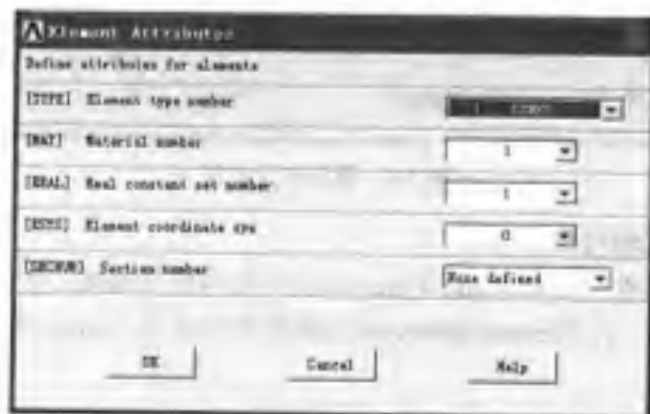 Element Attributes
Define attributes for elements
[TYPE] Element type number
1
[MAT] Material number
1
[REAL] Real constant set number
1
[ESYS] Element coordinate sys
0
[SECNUM] Section number
None defined
OK
Cancel
Help